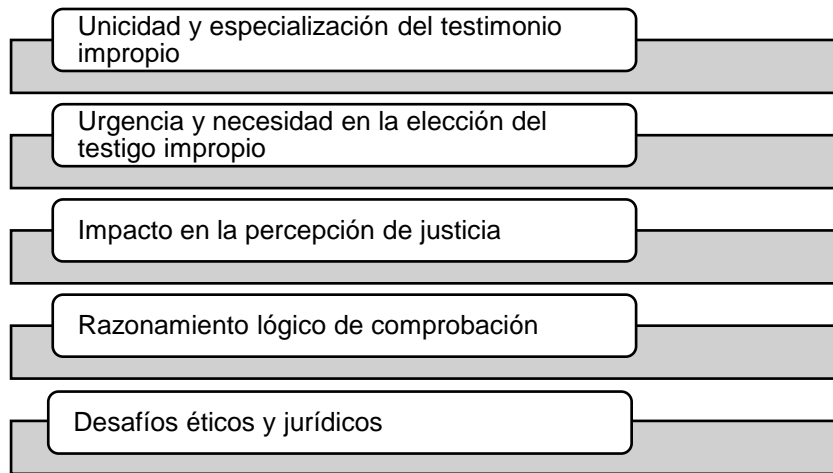 Unicidad y especialización del testimonio
impropio
Urgencia y necesidad en la elección del
testigo impropio
Impacto en la percepción de justicia
Razonamiento lógico de comprobación
Desafíos éticos y jurídicos